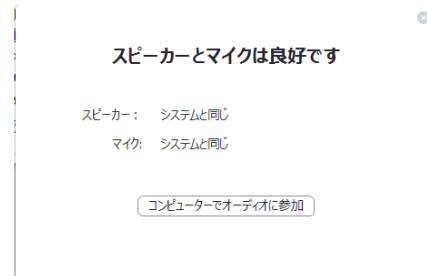 スピーカーとマイクは良好です
スピーカー： システムと同じ
マイク: システムと同じ
コンピューターでオーディオに参加